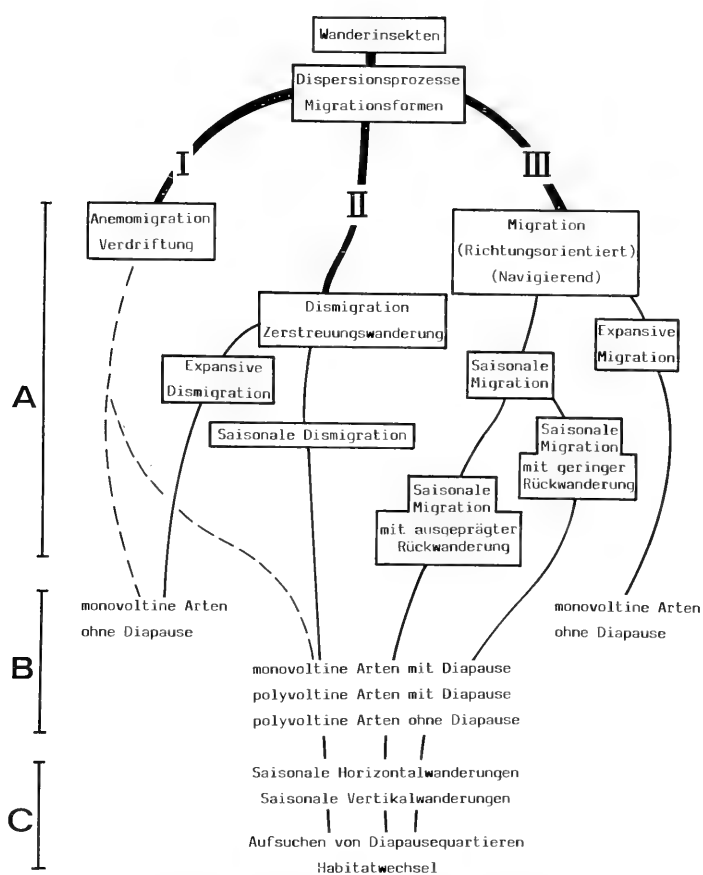 Wanderinsekten
Dispersionsprozesse
Migrationsformen
I
II
III
Anemomigration
Verdriftung
Migration
(Richtungsorientiert)
(Navigierend)
Dismigration
Zerstreuungswanderung
Expansive
Migration
Expansive
Dismigration
Saisonale
Migration
A
Saisonale Dismigration
Saisonale
Migration
mit geringer
Rückwanderung
Saisonale
Migration
mit ausgeprägter
Rückwanderung
monovoltine Arten
ohne Diapause
monovoltine Arten
ohne Diapause
B
monovoltine Arten mit Diapause
polyvoltine Arten mit Diapause
polyvoltine Arten ohne Diapause
C
Saisonale Horizontalwanderungen
Saisonale Vertikalwanderungen
Aufsuchen von Diapausequartieren
Habitatwechsel